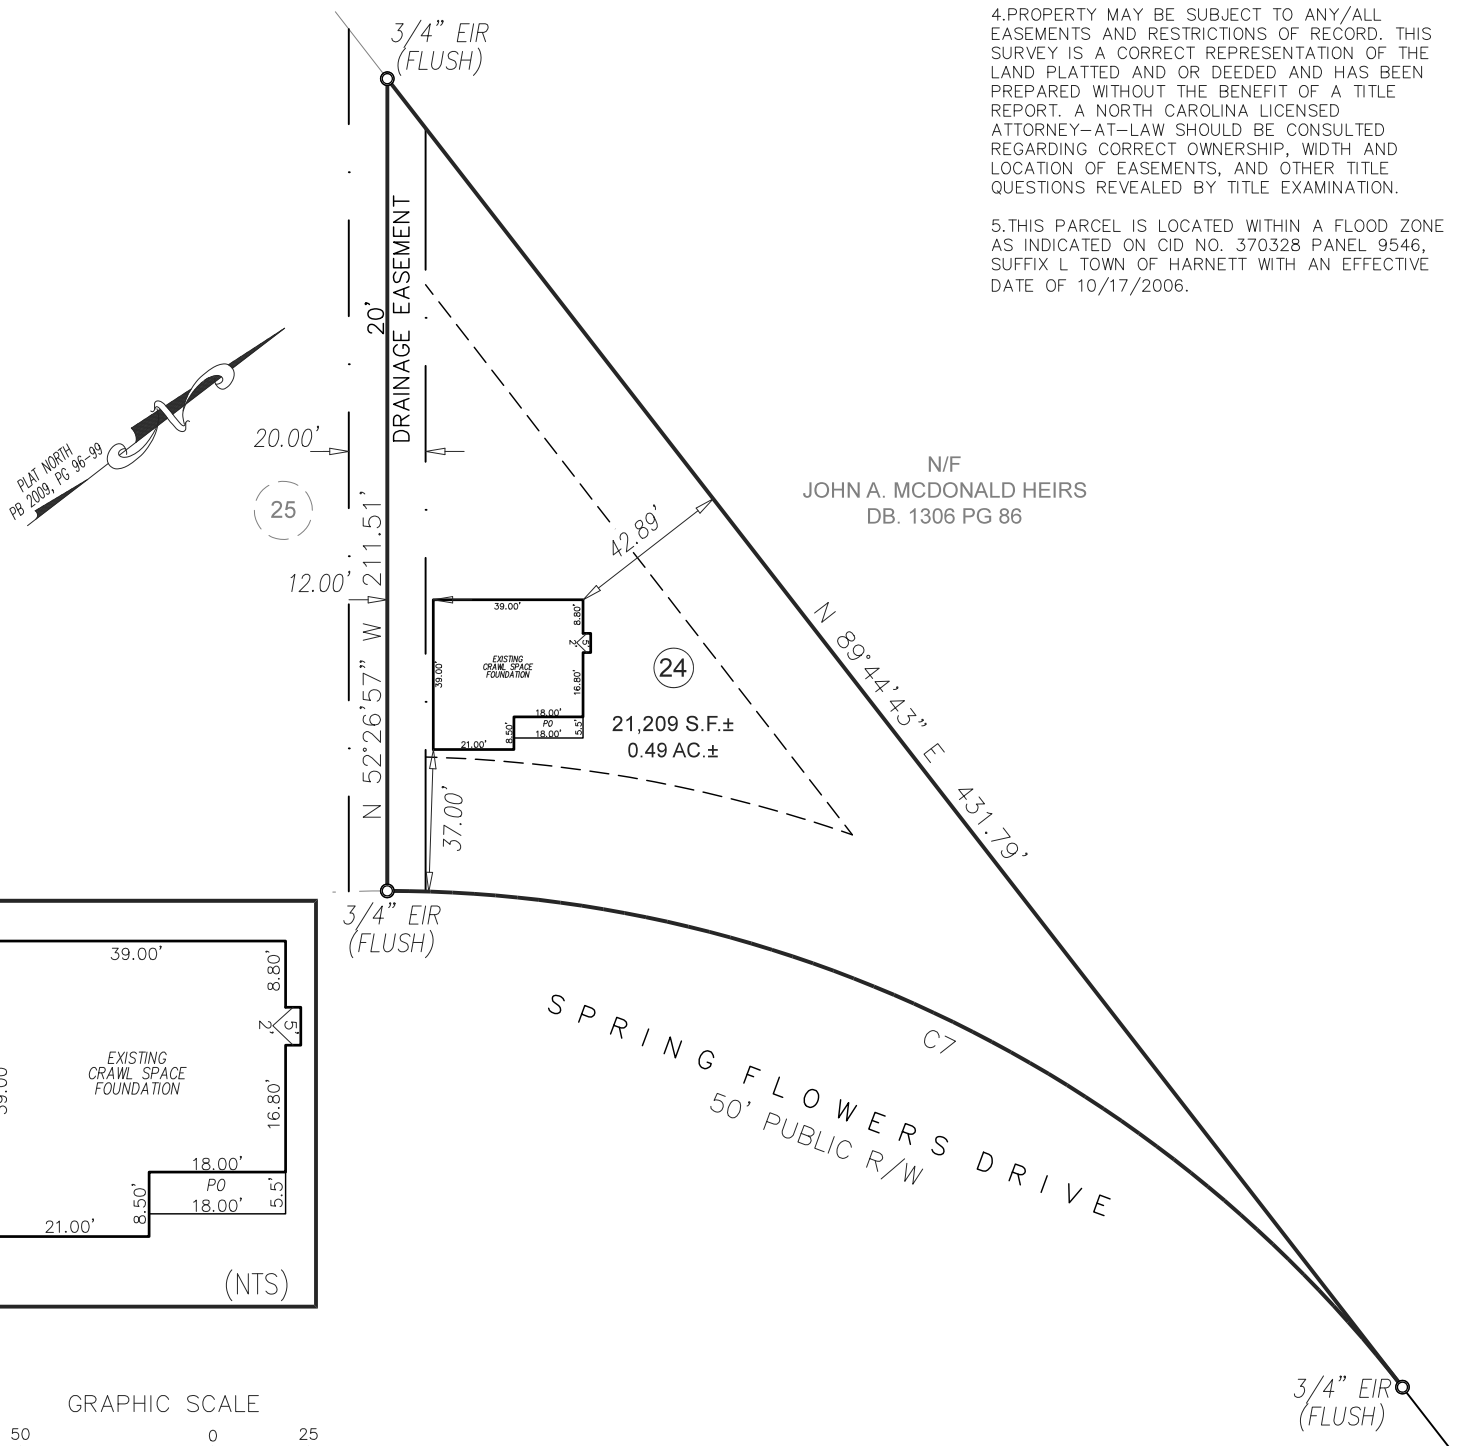 3/4" EIR
(FLUSH)
4.PROPERTY MAY BE SUBJECT TO ANY/ALL
EASEMENTS AND RESTRICTIONS OF RECORD. THIS
SURVEY IS A CORRECT REPRESENTATION OF THE
LAND PLATTED AND OR DEEDED AND HAS BEEN
PREPARED WITHOUT THE BENEFIT OF A TITLE
REPORT. A NORTH CAROLINA LICENSED
ATTORNEY-AT-LAW SHOULD BE CONSULTED
REGARDING CORRECT OWNERSHIP, WIDTH AND
LOCATION OF EASEMENTS, AND OTHER TITLE
QUESTIONS REVEALED BY TITLE EXAMINATION.
5.THIS PARCEL IS LOCATED WITHIN A FLOOD ZONE
AS INDICATED ON CID NO. 370328 PANEL 9546,
SUFFIX L TOWN OF HARNETT WITH AN EFFECTIVE
DATE OF 10/17/2006.
20'
DRAINAGE EASEMENT
PLAT NORTH
PB 2009, PG 96-99
20.00'
25
12.00'
N 52°26'57" W 211.51'
42.89'
N/F
JOHN A. MCDONALD HEIRS
DB. 1306 PG 86
N 89°44'43" E 431.79'
39.00'
8.80'
5'
2'
EXISTING
CRAWL SPACE
FOUNDATION
39.00'
16.80'
18.00'
PO
18.00'
5.5'
8.50'
21.00'
24
21,209 S.F.±
0.49 AC.±
37.00'
3/4" EIR
(FLUSH)
C7
SPRING FLOWERS DRIVE
50' PUBLIC R/W
39.00'
8.80'
5'
2'
EXISTING
CRAWL SPACE
FOUNDATION
39.00
16.80'
18.00'
PO
18.00'
5.5'
8.50'
21.00'
(NTS)
3/4" EIR
(FLUSH)
GRAPHIC SCALE
50 0 25